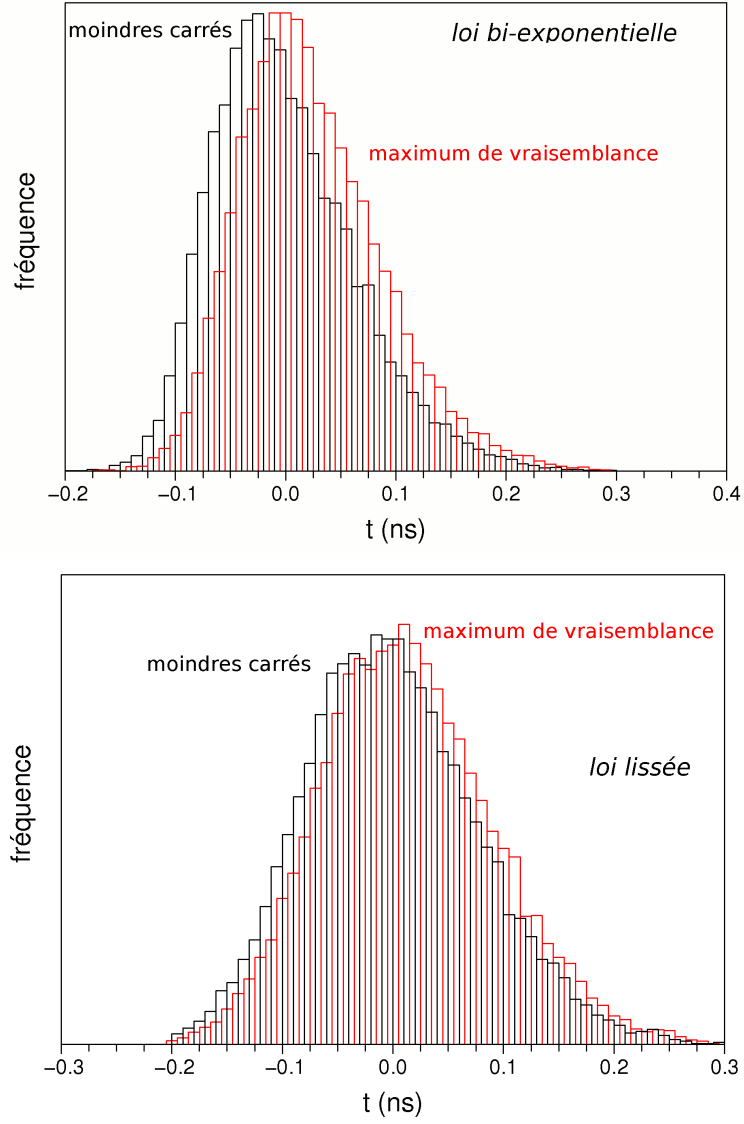 moindres carrés
loi bi-exponentielle
maximum de vraisemblance
fréquence
−0.2 −0.1 0.0 0.1 0.2 0.3 0.4
t (ns)
maximum de vraisemblance
moindres carrés
loi lissée
fréquence
−0.3 −0.2 −0.1 0.0 0.1 0.2 0.3
t (ns)